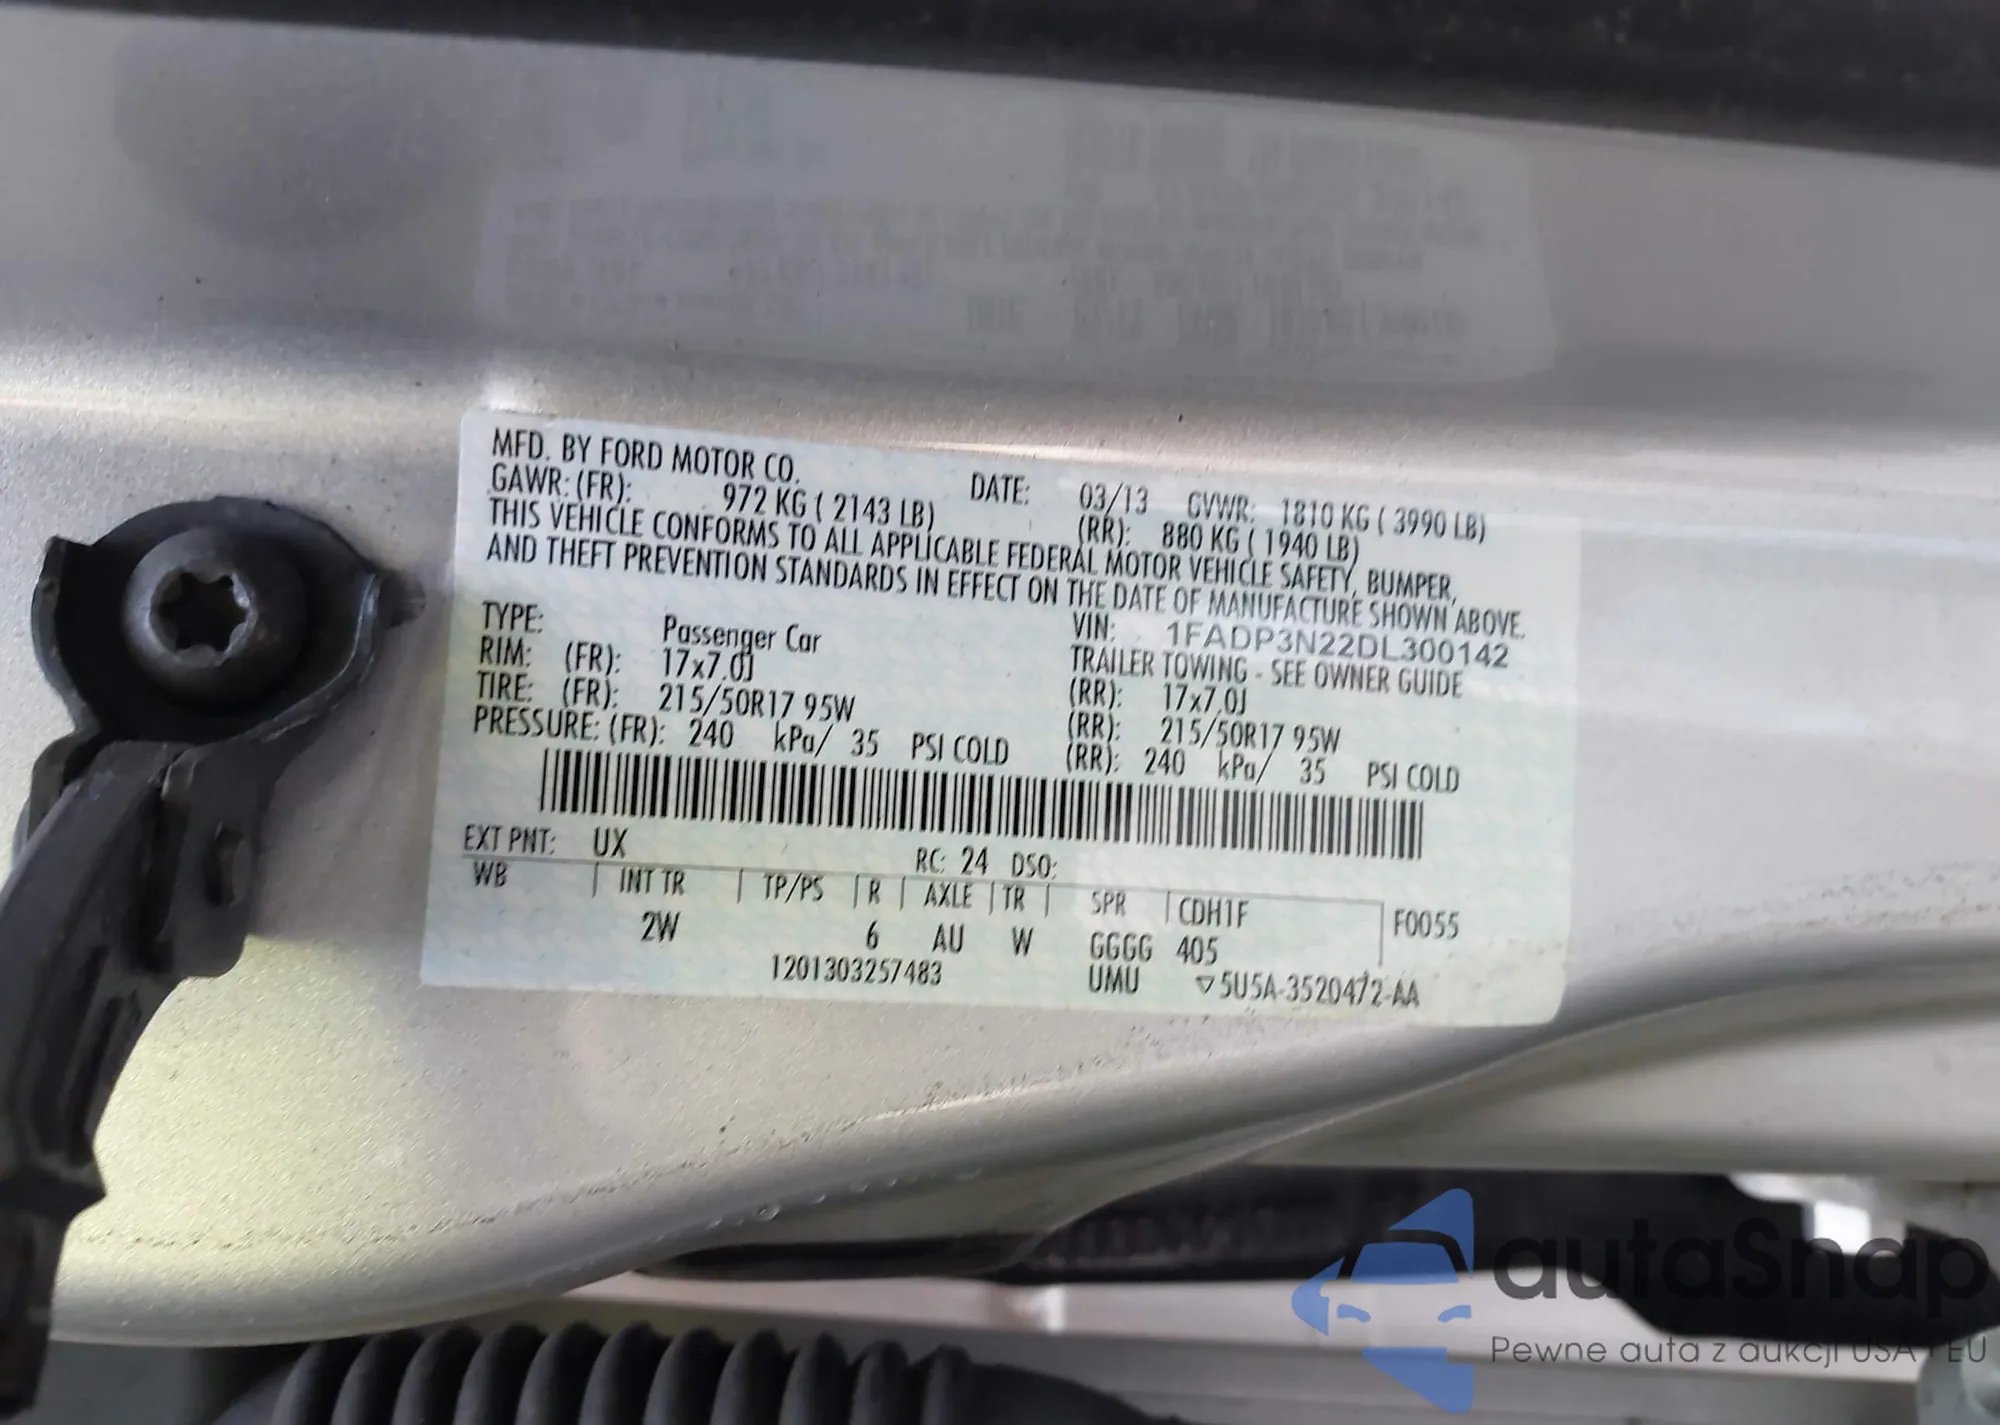 MFD. BY FORD MOTOR CO. DATE: 03/13 GVWR: 1810 KG ( 3990 LB)
GAWR: (FR): 972 KG ( 2143 LB) (RR): 880 KG ( 1940 LB)
THIS VEHICLE CONFORMS TO ALL APPLICABLE FEDERAL MOTOR VEHICLE SAFETY, BUMPER,
AND THEFT PREVENTION STANDARDS IN EFFECT ON THE DATE OF MANUFACTURE SHOWN ABOVE.
VIN: 1FADP3N22DL300142
TYPE: Passenger Car TRAILER TOWING - SEE OWNER GUIDE
RIM: (FR): 17x7.0J (RR): 17x7.0J
TIRE: (FR): 215/50R17 95W (RR): 215/50R17 95W
PRESSURE: (FR): 240 kPa/ 35 PSI COLD (RR): 240 kPa/ 35 PSI COLD
EXT PNT: UX RC: 24 DSO:
WB | INT TR | TP/PS | R | AXLE | TR | SPR | CDH1F F0055
2W 6 AU W GGGG 405
1201303257483 UMU ▽5U5A-3520472-AA
autaSnap
Pewne auta z aukcji USA i EU